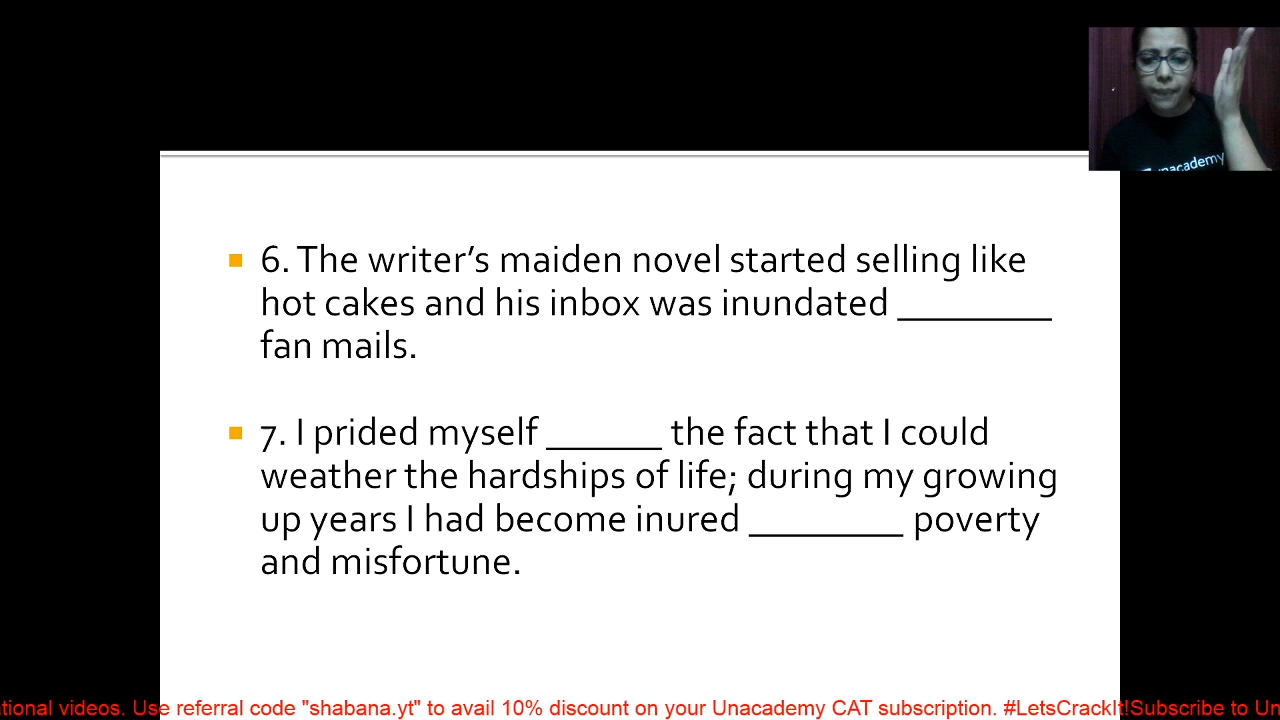 unacademy
6. The writer’s maiden novel started selling like
hot cakes and his inbox was inundated ________
fan mails.
7. I prided myself ______ the fact that I could
weather the hardships of life; during my growing
up years I had become inured ________ poverty
and misfortune.
tional videos. Use referral code "shabana.yt" to avail 10% discount on your Unacademy CAT subscription. #LetsCrackIt!Subscribe to Un